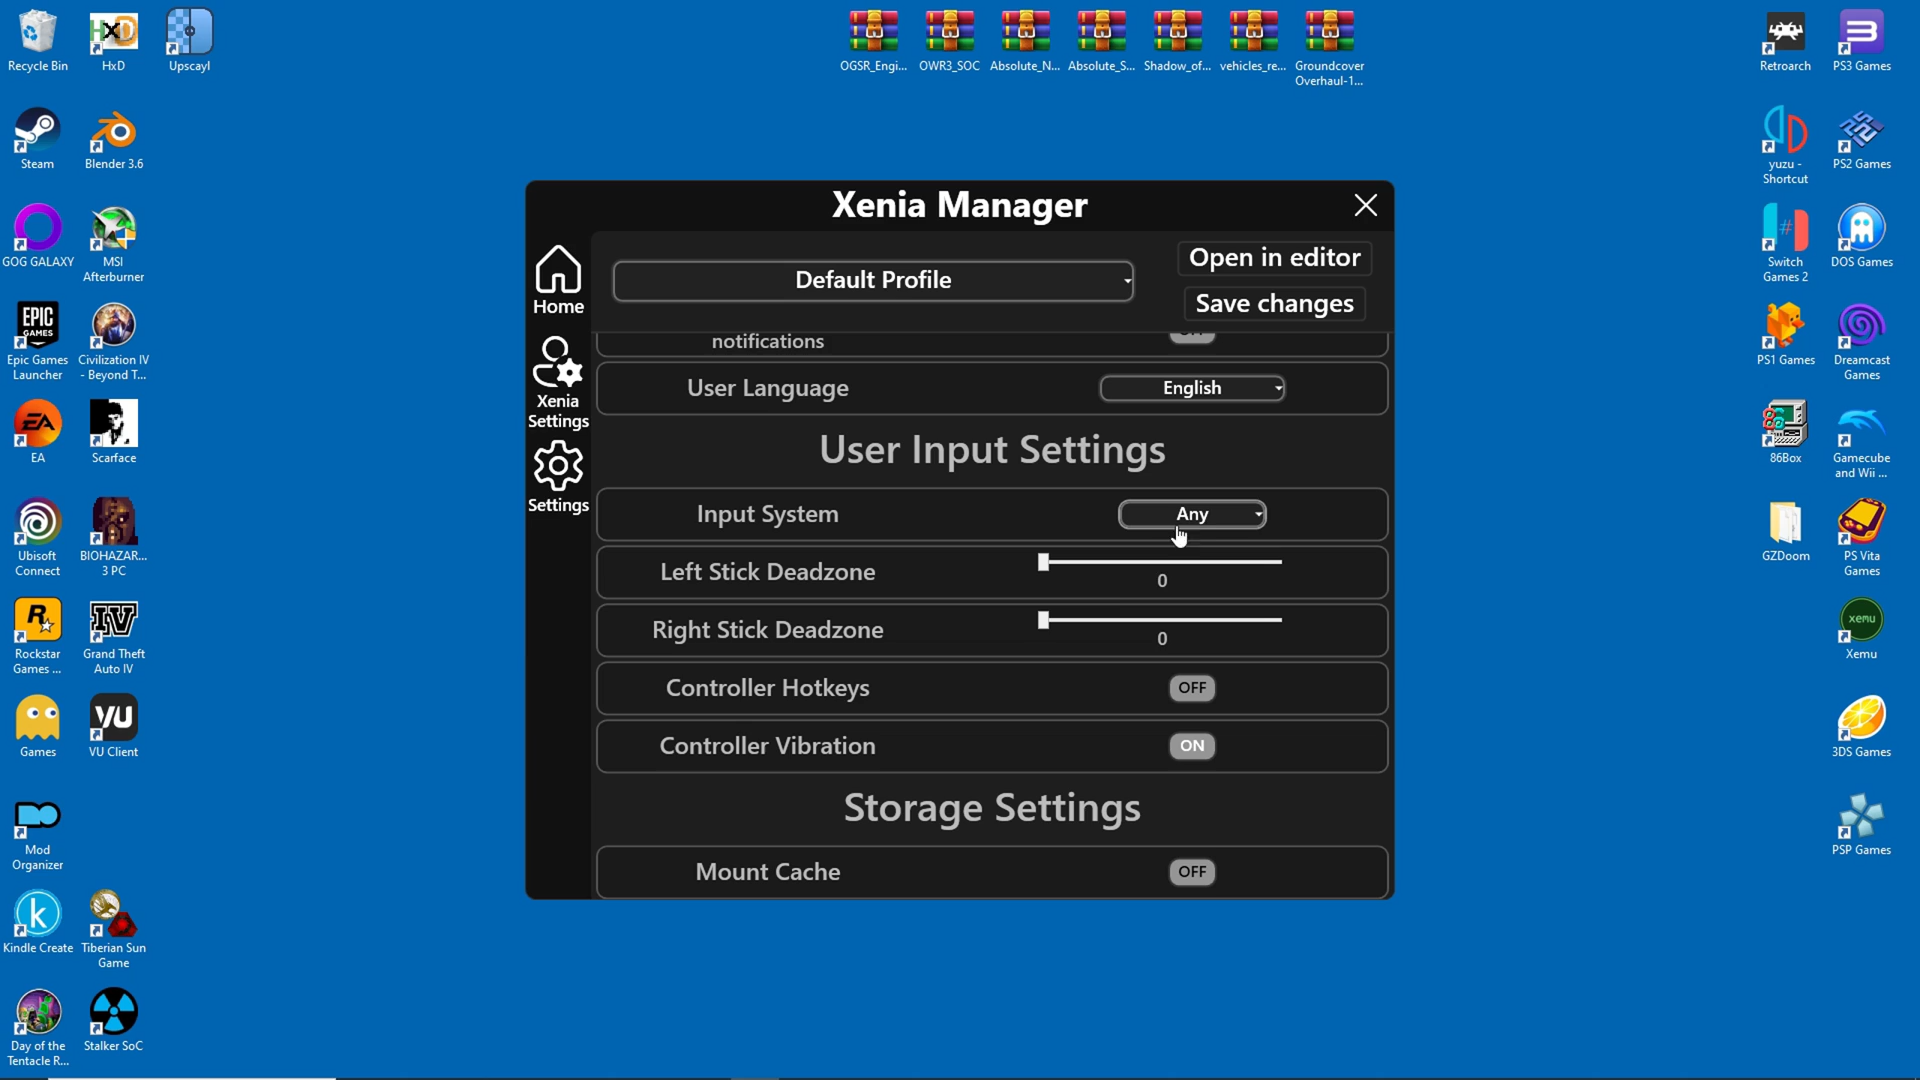 Recycle Bin
HxD
Upscayl
OGSR_Engi...
OWR3_SOC
Absolute_N...
Absolute_S...
Shadow_of...
vehicles_re...
Groundcover
Overhaul-1...
Retroarch
PS3 Games
Steam
Blender 3.6
yuzu -
Shortcut
PS2 Games
GOG GALAXY
MSI
Afterburner
Switch
Games 2
DOS Games
EPIC
GAMES
Epic Games
Launcher
Civilization IV
- Beyond T...
PS1 Games
Dreamcast
Games
EA
EA
Scarface
86Box
Gamecube
and Wii ...
Ubisoft
Connect
BIOHAZAR...
3 PC
GZDoom
PS Vita
Games
Rockstar
Games ...
IV
Grand Theft
Auto IV
xemu
Xemu
Games
VU
VU Client
3DS Games
Mod
Organizer
PSP Games
Kindle Create
Tiberian Sun
Game
Day of the
Tentacle R...
Stalker SoC
Xenia Manager
Home
Xenia
Settings
Settings
Default Profile
Open in editor
Save changes
notifications
User Language
English
User Input Settings
Input System
Any
Left Stick Deadzone
0
Right Stick Deadzone
0
Controller Hotkeys
OFF
Controller Vibration
ON
Storage Settings
Mount Cache
OFF